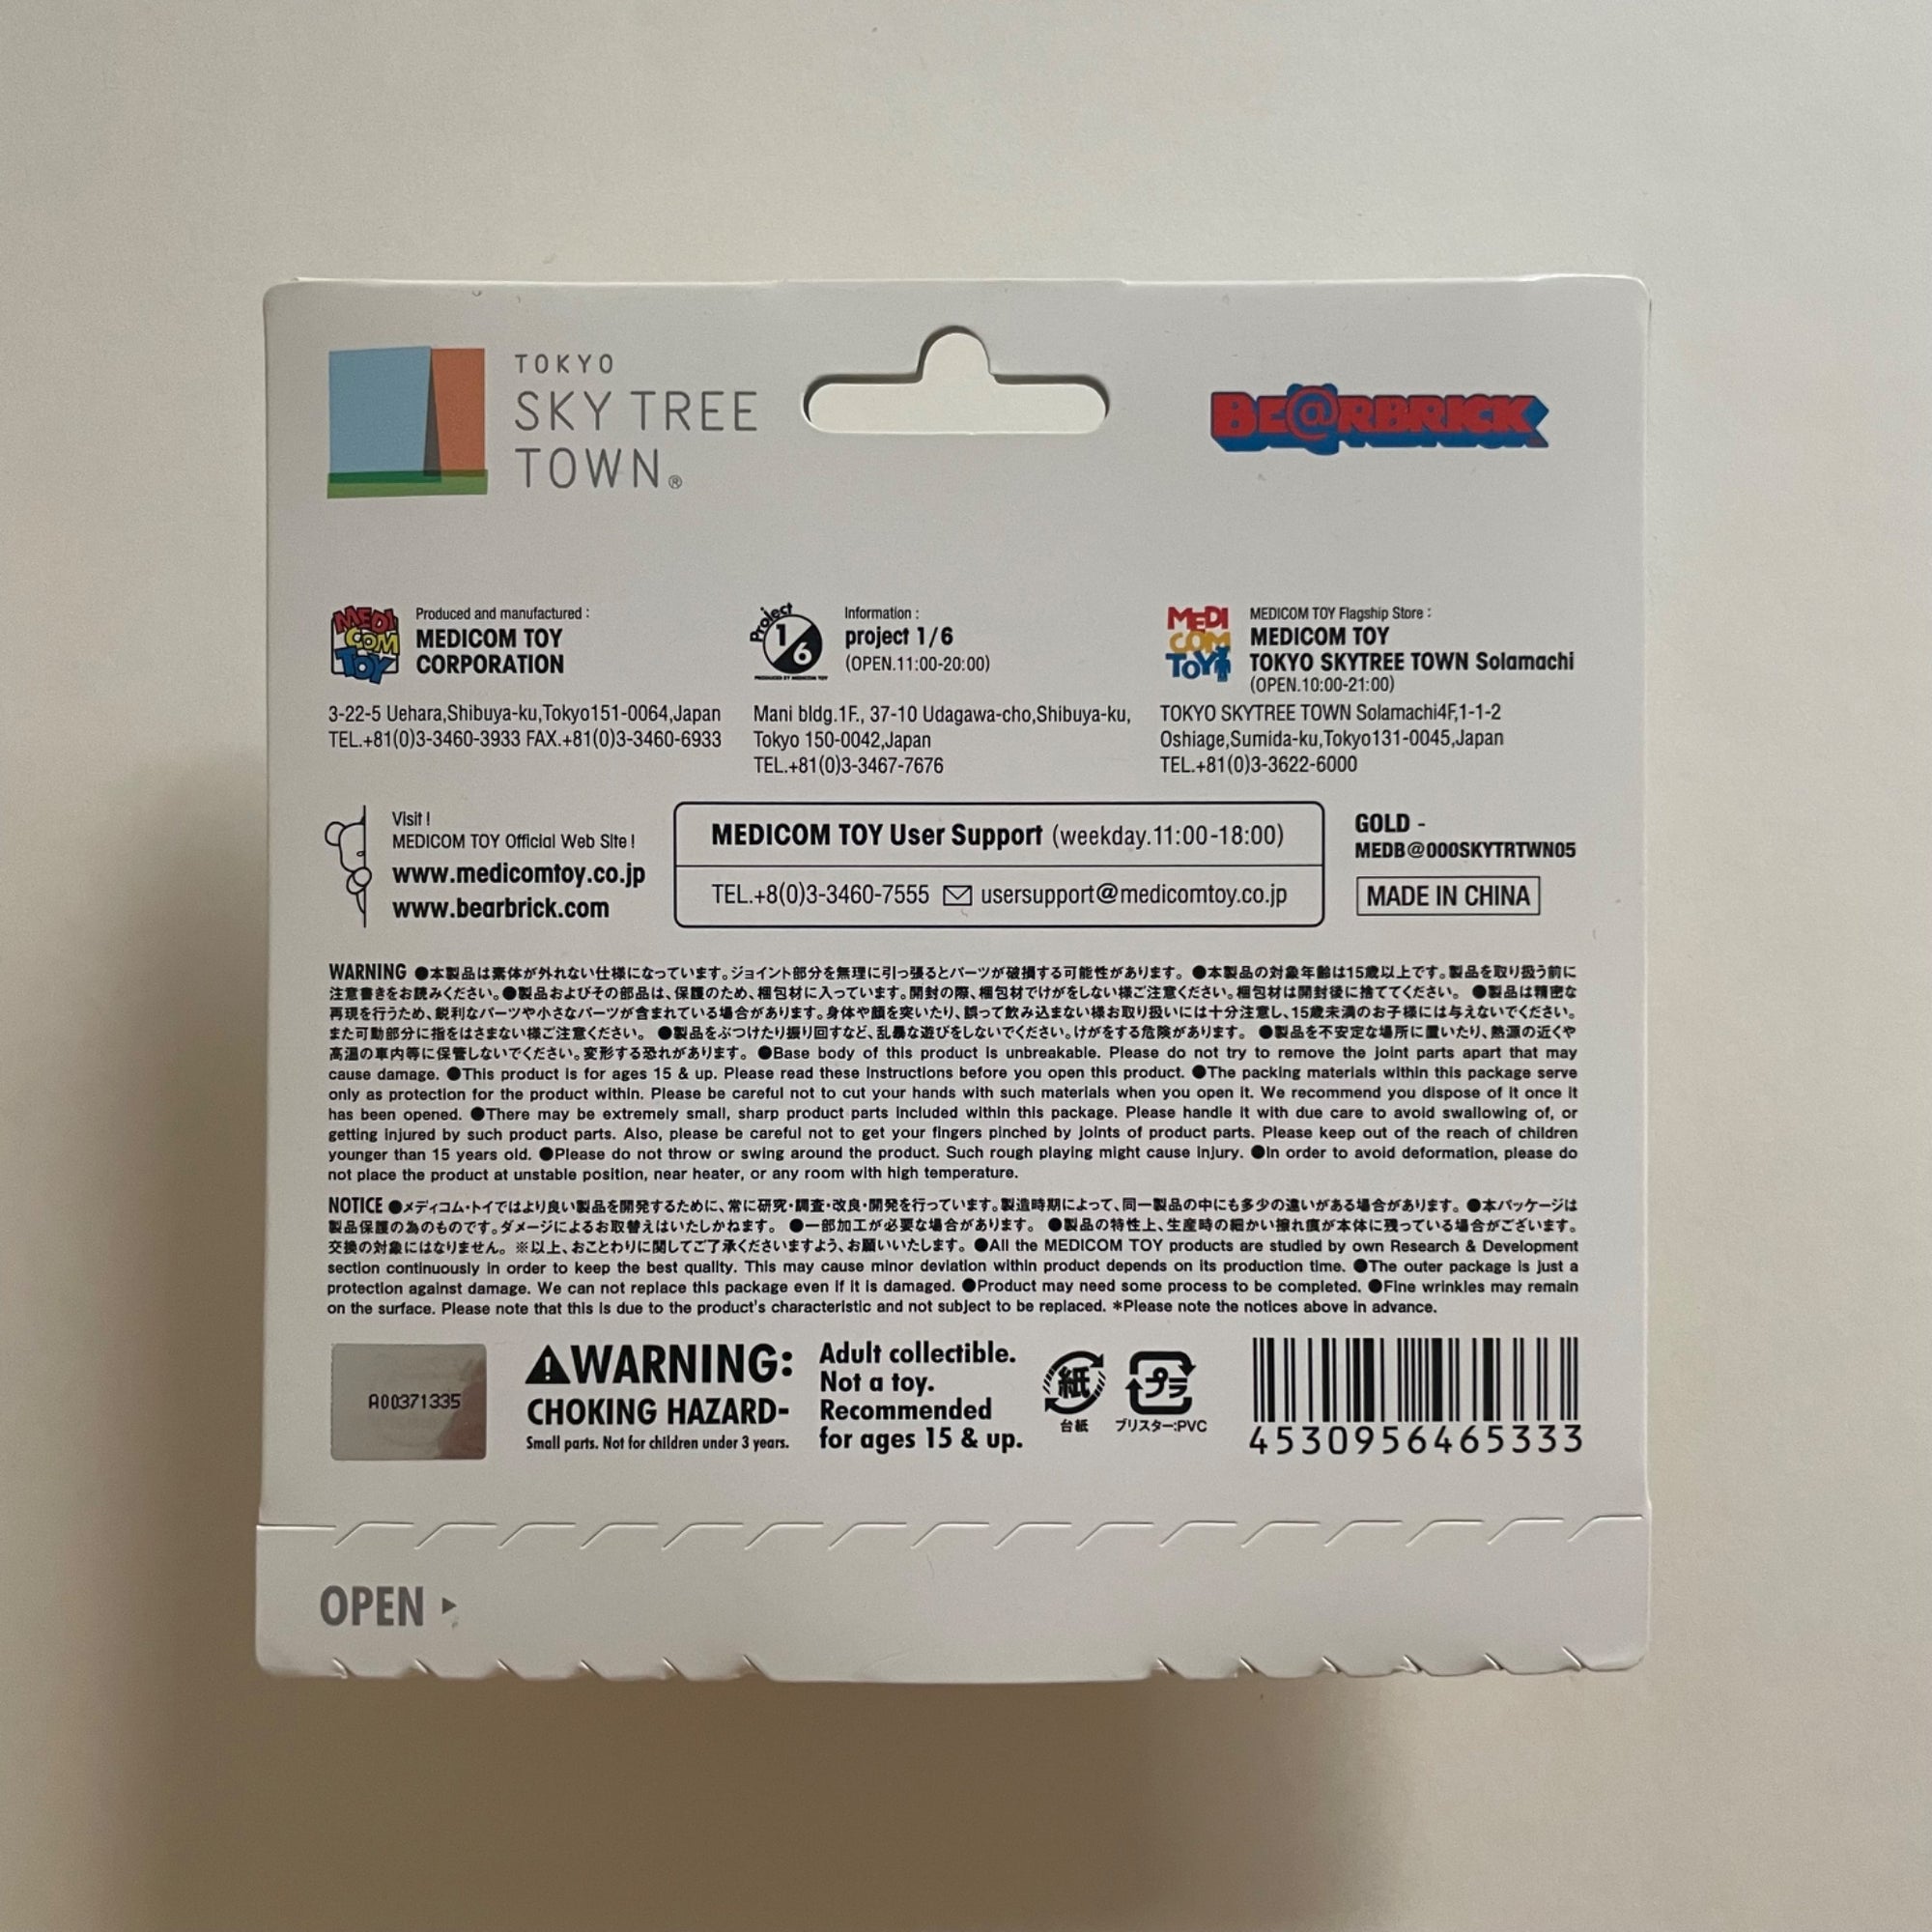 TOKYO
SKY TREE
TOWN®
BE@RBRICK
MEDI
COM
TOY
Produced and manufactured :
MEDICOM TOY
CORPORATION
3-22-5 Uehara,Shibuya-ku,Tokyo151-0064,Japan
TEL.+81(0)3-3460-3933 FAX.+81(0)3-3460-6933
Project
1/6
PRODUCED BY MEDICOM TOY
Information :
project 1/6
(OPEN.11:00-20:00)
Mani bldg.1F., 37-10 Udagawa-cho,Shibuya-ku,
Tokyo 150-0042,Japan
TEL.+81(0)3-3467-7676
MEDI
COM
TOY
MEDICOM TOY Flagship Store :
MEDICOM TOY
TOKYO SKYTREE TOWN Solamachi
(OPEN.10:00-21:00)
TOKYO SKYTREE TOWN Solamachi4F,1-1-2
Oshiage,Sumida-ku,Tokyo131-0045,Japan
TEL.+81(0)3-3622-6000
Visit !
MEDICOM TOY Official Web Site !
www.medicomtoy.co.jp
www.bearbrick.com
MEDICOM TOY User Support (weekday.11:00-18:00)
TEL.+8(0)3-3460-7555 usersupport@medicomtoy.co.jp
GOLD -
MEDB@000SKYTRTWN05
MADE IN CHINA
WARNING ●本製品は素体が外れない仕様になっています。ジョイント部分を無理に引っ張るとパーツが破損する可能性があります。 ●本製品の対象年齢は15歳以上です。製品を取り扱う前に
注意書きをお読みください。●製品およびその部品は、保護のため、梱包材に入っています。開封の際、梱包材でけがをしない様ご注意ください。梱包材は開封後に捨ててください。 ●製品は精密な
再現を行うため、鋭利なパーツや小さなパーツが含まれている場合があります。身体や顔を突いたり、誤って飲み込まない様お取り扱いには十分注意し、15歳未満のお子様には与えないでください。
また可動部分に指をはさまない様ご注意ください。 ●製品をぶつけたり振り回すなど、乱暴な遊びをしないでください。けがをする危険があります。 ●製品を不安定な場所に置いたり、熱源の近くや
高温の車内等に保管しないでください。変形する恐れがあります。 ●Base body of this product is unbreakable. Please do not try to remove the joint parts apart that may
cause damage. ●This product is for ages 15 & up. Please read these instructions before you open this product. ●The packing materials within this package serve
only as protection for the product within. Please be careful not to cut your hands with such materials when you open it. We recommend you dispose of it once it
has been opened. ●There may be extremely small, sharp product parts included within this package. Please handle it with due care to avoid swallowing of, or
getting injured by such product parts. Also, please be careful not to get your fingers pinched by joints of product parts. Please keep out of the reach of children
younger than 15 years old. ●Please do not throw or swing around the product. Such rough playing might cause injury. ●In order to avoid deformation, please do
not place the product at unstable position, near heater, or any room with high temperature.
NOTICE ●メディコム・トイではより良い製品を開発するために、常に研究・調査・改良・開発を行っています。製造時期によって、同一製品の中にも多少の違いがある場合があります。 ●本パッケージは
製品保護の為のものです。ダメージによるお取替えはいたしかねます。 ●一部加工が必要な場合があります。 ●製品の特性上、生産時の細かい擦れ痕が本体に残っている場合がございます。
交換の対象にはなりません。 ※以上、おことわりに関してご了承くださいますよう、お願いいたします。 ●All the MEDICOM TOY products are studied by own Research & Development
section continuously in order to keep the best quality. This may cause minor deviation within product depends on its production time. ●The outer package is just a
protection against damage. We can not replace this package even if it is damaged. ●Product may need some process to be completed. ●Fine wrinkles may remain
on the surface. Please note that this is due to the product's characteristic and not subject to be replaced. *Please note the notices above in advance.
A00371335
WARNING:
CHOKING HAZARD-
Small parts. Not for children under 3 years.
Adult collectible.
Not a toy.
Recommended
for ages 15 & up.
紙
台紙
プラ
ブリスター:PVC
4530956465333
OPEN